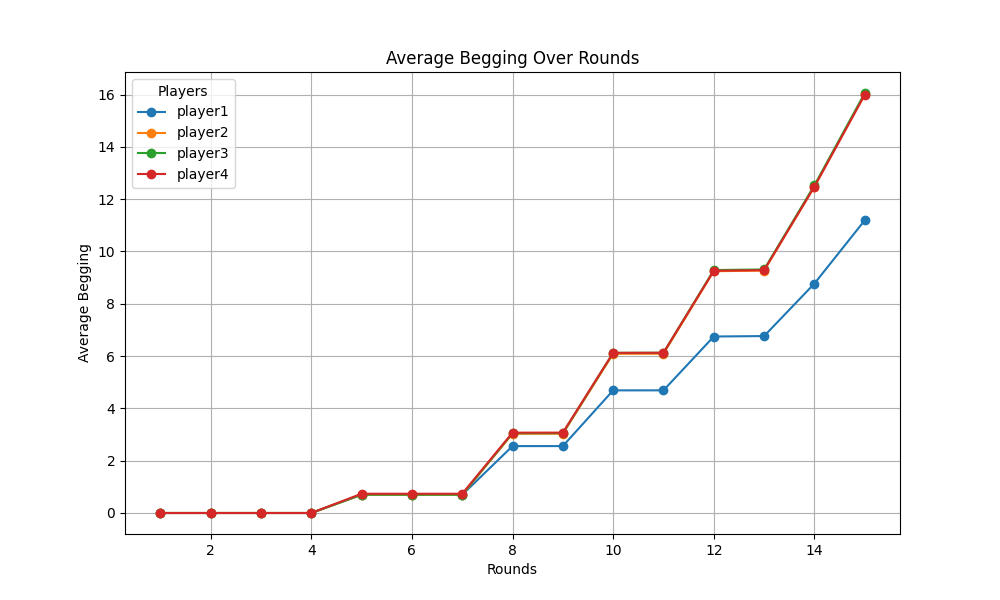 Average Begging Over Rounds
Players
player1
player2
player3
player4
16
14
12
10
8
6
4
2
0
Average Begging
2 4 6 8 10 12 14
Rounds